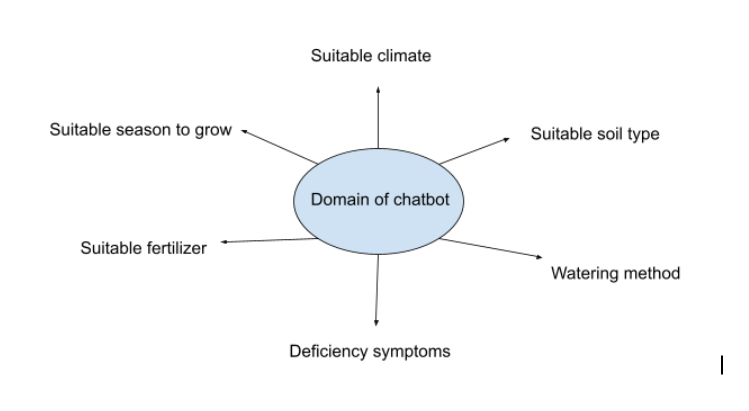 Suitable climate
Suitable season to grow
Suitable soil type
Domain of chatbot
Suitable fertilizer
Watering method
Deficiency symptoms